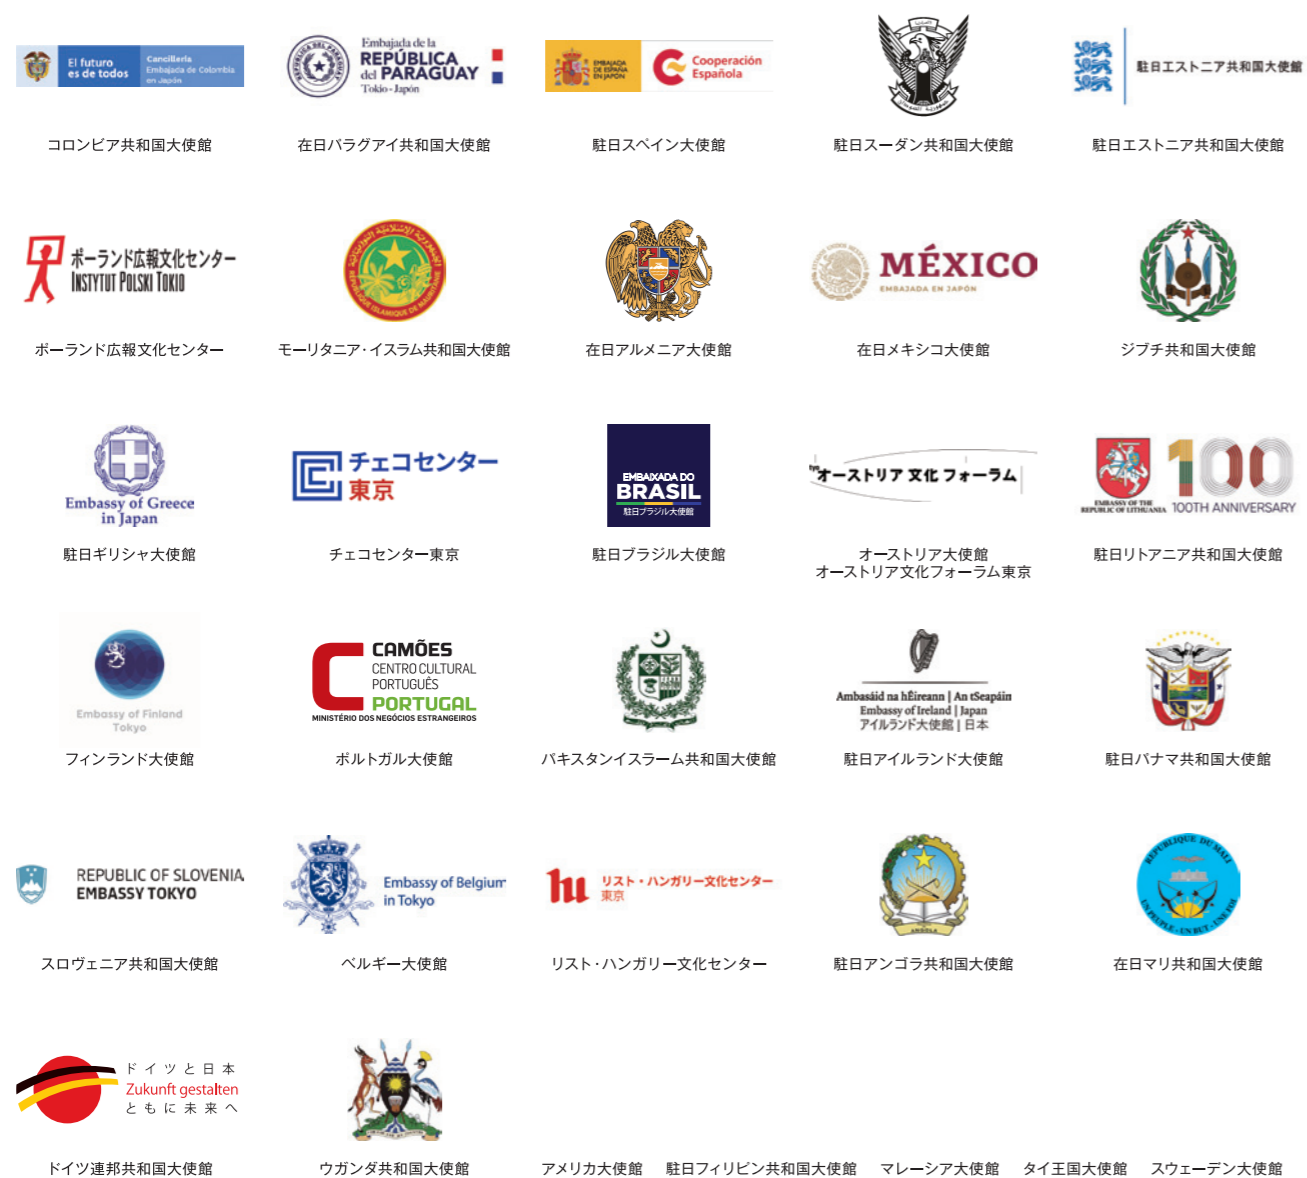 El futuro
es de todos
Cancillería
Embajada de Colombia
en Japón
コロンビア共和国大使館
Embajada de la
REPÚBLICA
del PARAGUAY
Tokio - Japón
在日パラグアイ共和国大使館
EMBAJADA
DE ESPAÑA
EN JAPÓN
Cooperación
Española
駐日スペイン大使館
駐日スーダン共和国大使館
駐日エストニア共和国大使館
駐日エストニア共和国大使館
ポーランド広報文化センター
INSTYTUT POLSKI TOKIO
ポーランド広報文化センター
RÉPUBLIQUE ISLAMIQUE DE MAURITANIE
モーリタニア・イスラム共和国大使館
在日アルメニア大使館
ESTADOS UNIDOS MEXICANOS
MÉXICO
EMBAJADA EN JAPÓN
在日メキシコ大使館
ジブチ共和国大使館
Embassy of Greece
in Japan
駐日ギリシャ大使館
チェコセンター
東京
チェコセンター東京
EMBAIXADA DO
BRASIL
駐日ブラジル大使館
駐日ブラジル大使館
オーストリア 文化 フォーラム
オーストリア大使館
オーストリア文化フォーラム東京
EMBASSY OF THE
REPUBLIC OF LITHUANIA
100
100TH ANNIVERSARY
駐日リトアニア共和国大使館
Embassy of Finland
Tokyo
フィンランド大使館
CAMÕES
CENTRO CULTURAL
PORTUGUÊS
PORTUGAL
MINISTÉRIO DOS NEGÓCIOS ESTRANGEIROS
ポルトガル大使館
パキスタンイスラーム共和国大使館
Ambasáid na hÉireann | An tSeapáin
Embassy of Ireland | Japan
アイルランド大使館 | 日本
駐日アイルランド大使館
駐日パナマ共和国大使館
REPUBLIC OF SLOVENIA
EMBASSY TOKYO
スロヴェニア共和国大使館
Embassy of Belgium
in Tokyo
ベルギー大使館
hu
リスト・ハンガリー文化センター
東京
リスト・ハンガリー文化センター
ANGOLA
駐日アンゴラ共和国大使館
REPUBLIQUE DU MALI
UN PEUPLE - UN BUT - UNE FOI
在日マリ共和国大使館
ドイツと日本
Zukunft gestalten
ともに未来へ
ドイツ連邦共和国大使館
ウガンダ共和国大使館
アメリカ大使館 駐日フィリピン共和国大使館 マレーシア大使館 タイ王国大使館 スウェーデン大使館